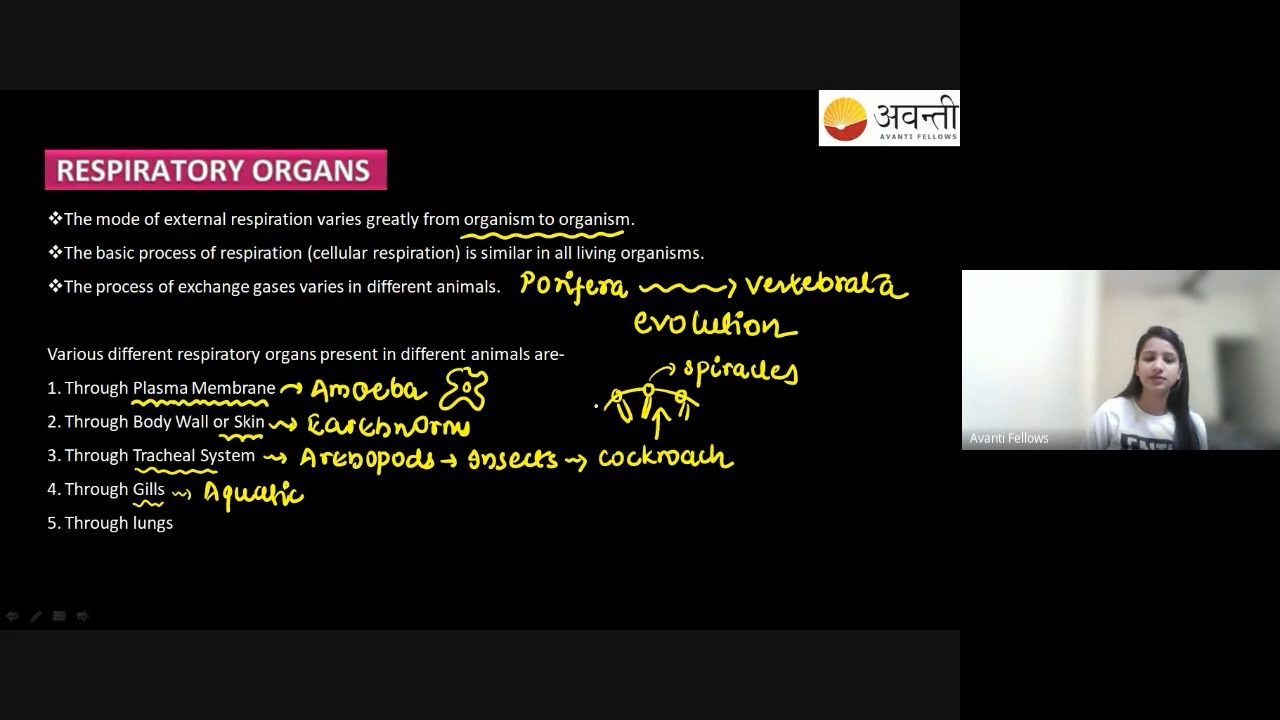 अवन्ती
AVANTI FELLOWS
RESPIRATORY ORGANS
❖The mode of external respiration varies greatly from organism to organism.
❖The basic process of respiration (cellular respiration) is similar in all living organisms.
❖The process of exchange gases varies in different animals. Porifera → vertebrata
evolution
Various different respiratory organs present in different animals are-
spiracles
1. Through Plasma Membrane → Amoeba
2. Through Body Wall or Skin → Earthworms
3. Through Tracheal System → Arthopods → Insects → cockroach
4. Through Gills → Aquatic
5. Through lungs
Avanti Fellows